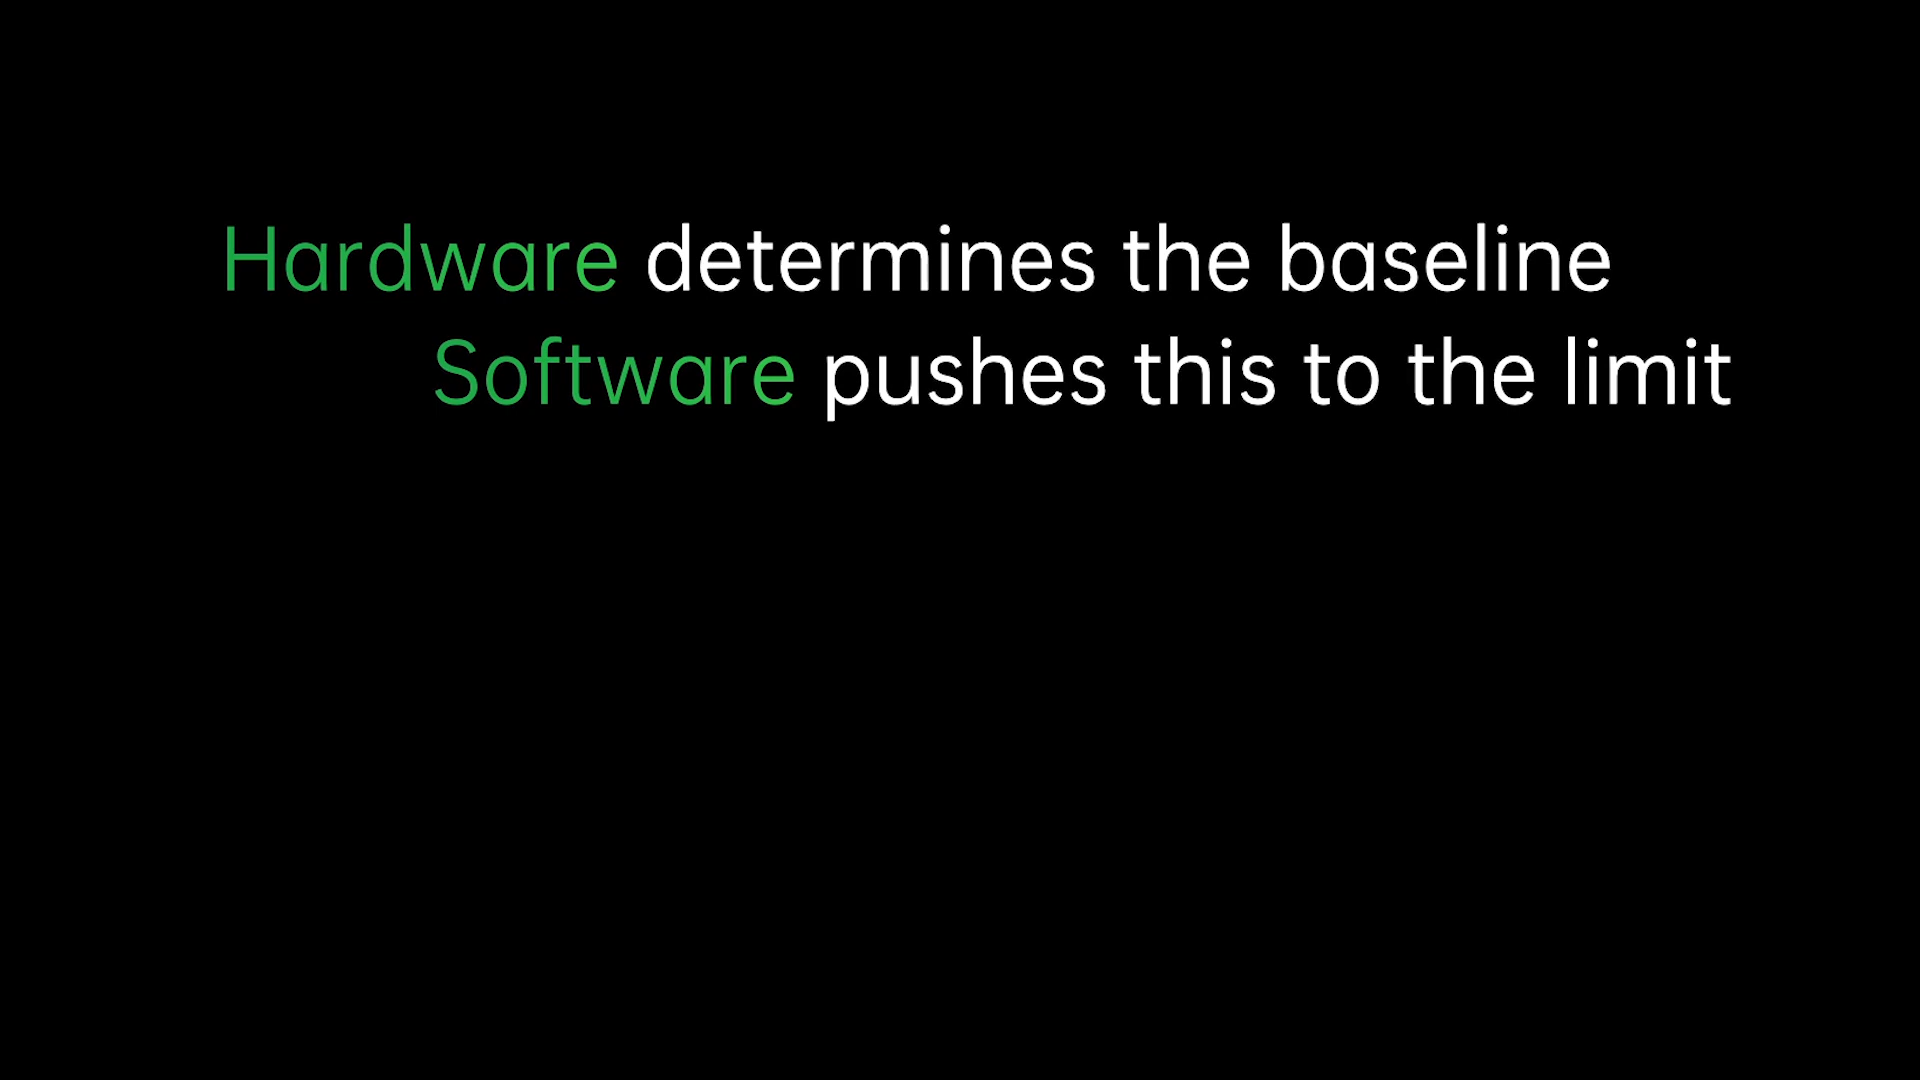 Hardware determines the baseline
Software pushes this to the limit